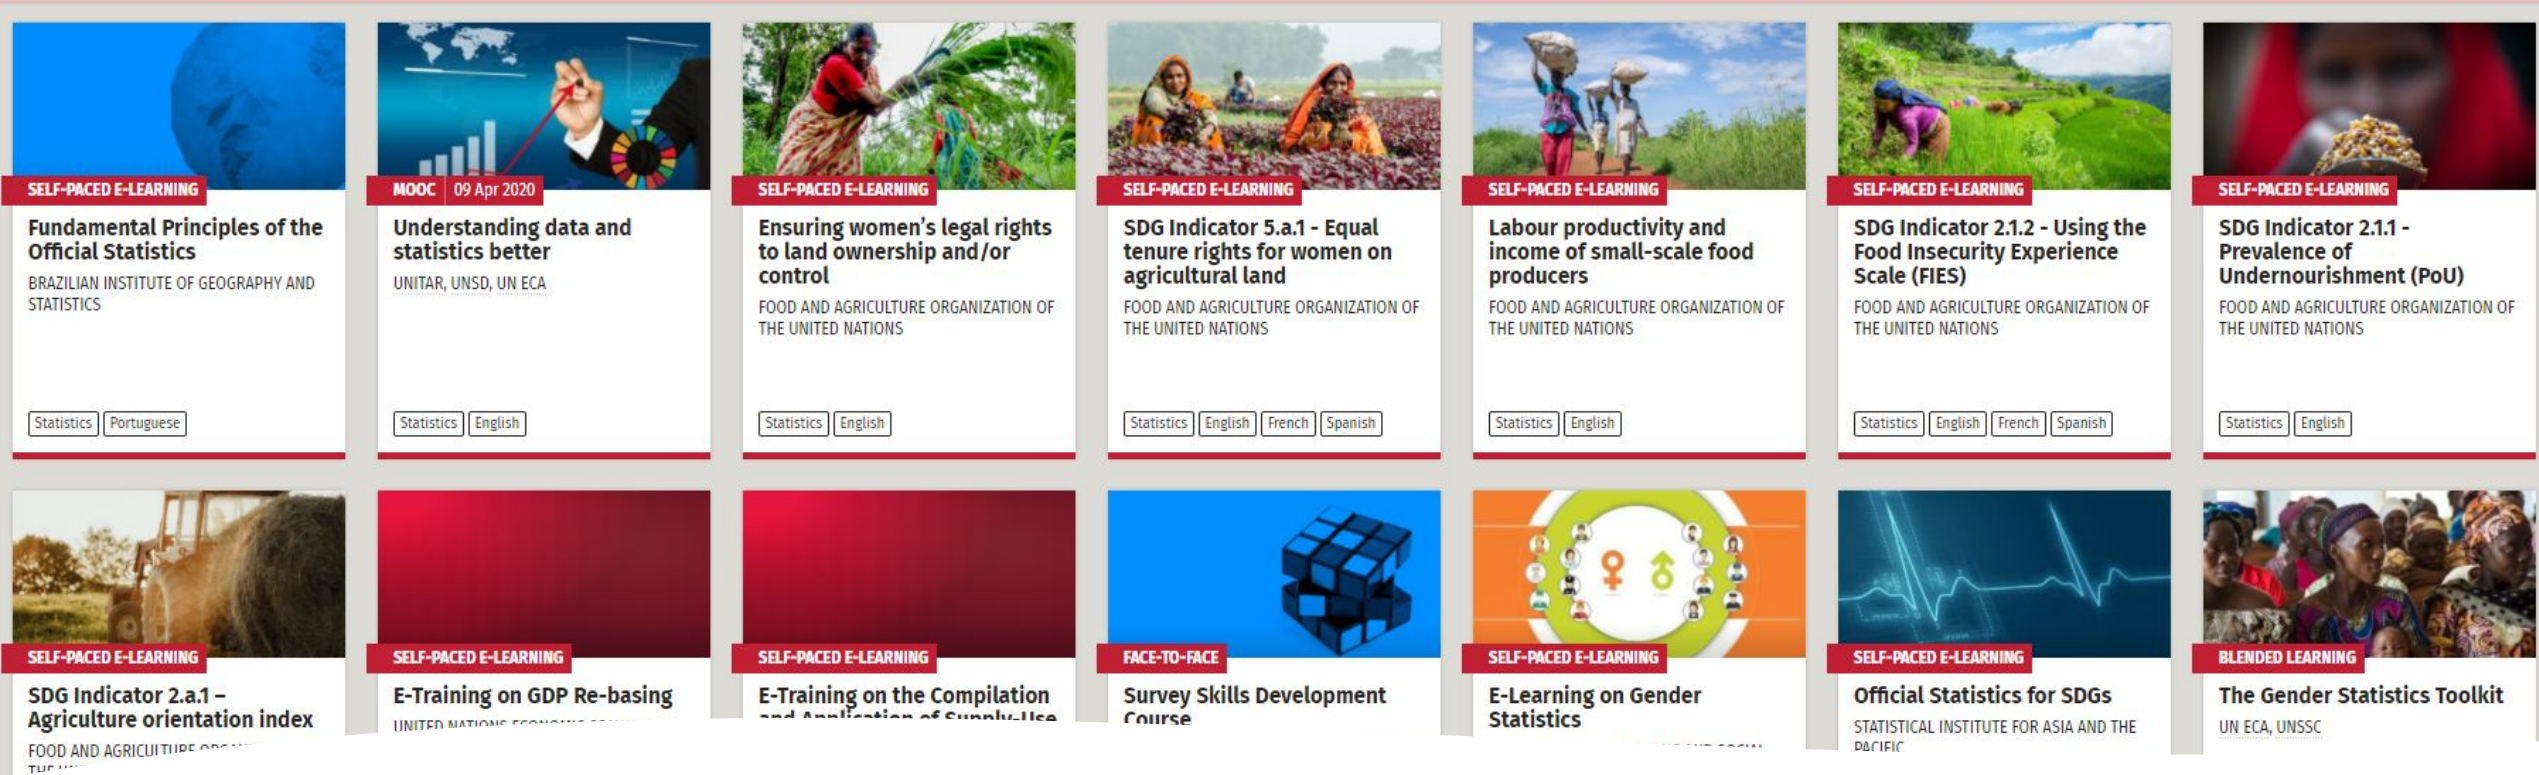 SELF-PACED E-LEARNING
Fundamental Principles of the
Official Statistics
BRAZILIAN INSTITUTE OF GEOGRAPHY AND
STATISTICS
Statistics Portuguese
MOOC 09 Apr 2020
Understanding data and
statistics better
UNITAR, UNSD, UN ECA
Statistics English
SELF-PACED E-LEARNING
Ensuring women's legal rights
to land ownership and/or
control
FOOD AND AGRICULTURE ORGANIZATION OF
THE UNITED NATIONS
Statistics English
SELF-PACED E-LEARNING
SDG Indicator 5.a.1 - Equal
tenure rights for women on
agricultural land
FOOD AND AGRICULTURE ORGANIZATION OF
THE UNITED NATIONS
Statistics English French Spanish
SELF-PACED E-LEARNING
Labour productivity and
income of small-scale food
producers
FOOD AND AGRICULTURE ORGANIZATION OF
THE UNITED NATIONS
Statistics English
SELF-PACED E-LEARNING
SDG Indicator 2.1.2 - Using the
Food Insecurity Experience
Scale (FIES)
FOOD AND AGRICULTURE ORGANIZATION OF
THE UNITED NATIONS
Statistics English French Spanish
SELF-PACED E-LEARNING
SDG Indicator 2.1.1 -
Prevalence of
Undernourishment (PoU)
FOOD AND AGRICULTURE ORGANIZATION OF
THE UNITED NATIONS
Statistics English
SELF-PACED E-LEARNING
SDG Indicator 2.a.1 –
Agriculture orientation index
FOOD AND AGRICULTURE
SELF-PACED E-LEARNING
E-Training on GDP Re-basing
UNITED NATIONS ECONOMIC
SELF-PACED E-LEARNING
E-Training on the Compilation
and Application of Supply-Use
FACE-TO-FACE
Survey Skills Development
Course
SELF-PACED E-LEARNING
E-Learning on Gender
Statistics
SELF-PACED E-LEARNING
Official Statistics for SDGs
STATISTICAL INSTITUTE FOR ASIA AND THE
PACIFIC
BLENDED LEARNING
The Gender Statistics Toolkit
UN ECA, UNSSC